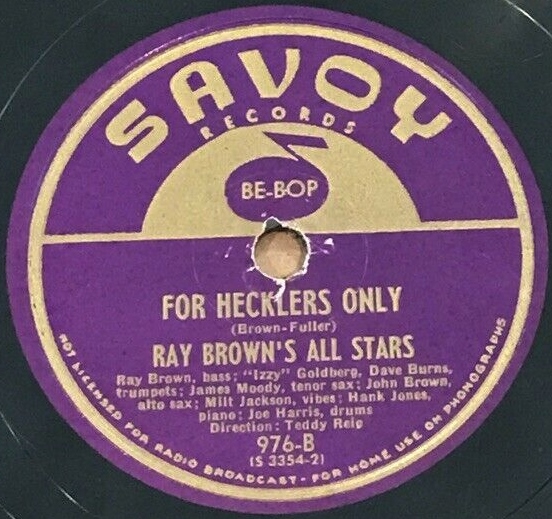 SAVOY
RECORDS
BE-BOP
FOR HECKLERS ONLY
(Brown-Fuller)
RAY BROWN'S ALL STARS
Ray Brown, bass; "Izzy" Goldberg, Dave Burns,
trumpets; James Moody, tenor sax; John Brown,
alto sax; Milt Jackson, vibes; Hank Jones,
piano; Joe Harris, drums
Direction: Teddy Reig
976-B
(S 3354-2)
NOT LICENSED FOR RADIO BROADCAST - FOR HOME USE ON PHONOGRAPHS